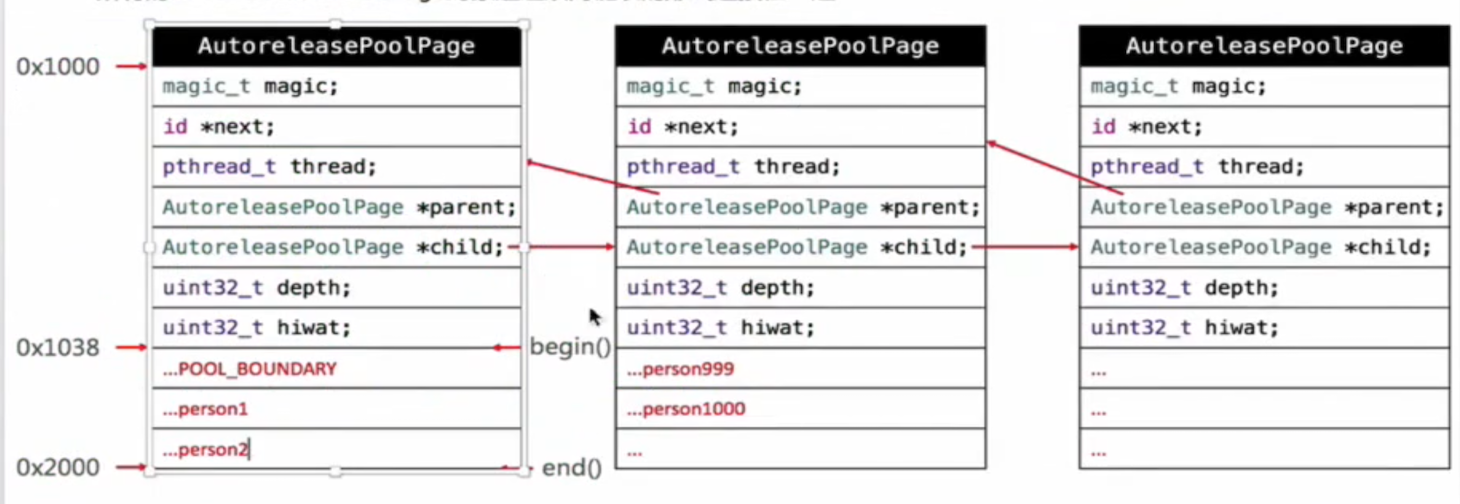 AutoreleasePoolPage
0x1000
magic_t magic;
id *next;
pthread_t thread;
AutoreleasePoolPage *parent;
AutoreleasePoolPage *child;
uint32_t depth;
uint32_t hiwat;
0x1038
begin()
...POOL_BOUNDARY
...person1
...person2
0x2000
end()
AutoreleasePoolPage
magic_t magic;
id *next;
pthread_t thread;
AutoreleasePoolPage *parent;
AutoreleasePoolPage *child;
uint32_t depth;
uint32_t hiwat;
...person999
...person1000
...
AutoreleasePoolPage
magic_t magic;
id *next;
pthread_t thread;
AutoreleasePoolPage *parent;
AutoreleasePoolPage *child;
uint32_t depth;
uint32_t hiwat;
...
...
...